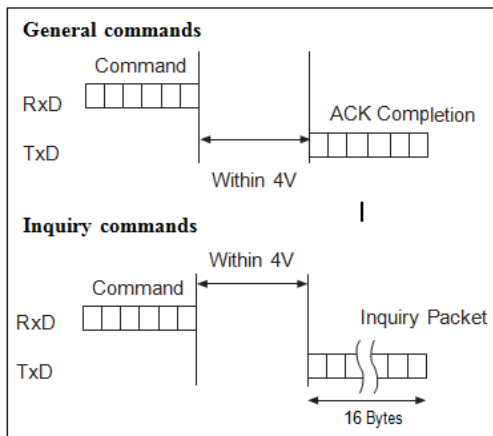 General commands
Command
RxD
ACK Completion
TxD
Within 4V
Inquiry commands
Within 4V
Command
RxD
Inquiry Packet
TxD
16 Bytes